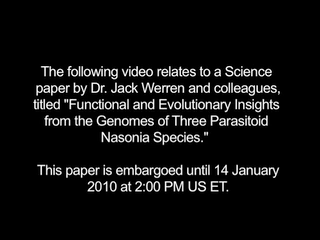 The following video relates to a Science
paper by Dr. Jack Werren and colleagues,
titled "Functional and Evolutionary Insights
from the Genomes of Three Parasitoid
Nasonia Species."
This paper is embargoed until 14 January
2010 at 2:00 PM US ET.